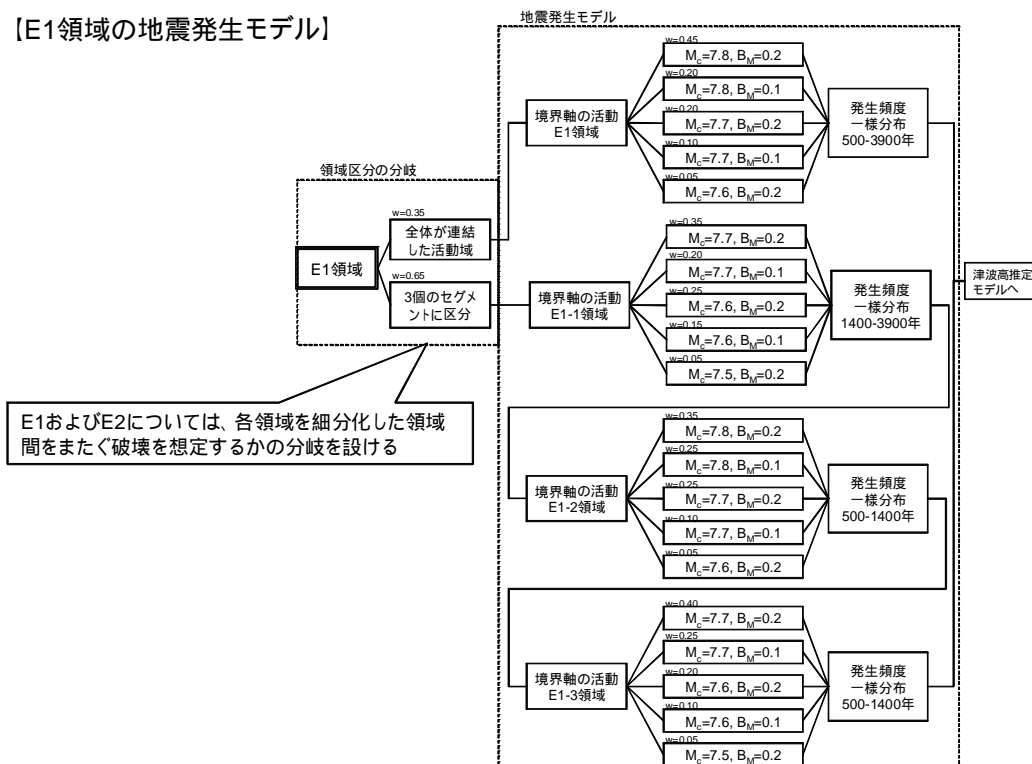 【E1領域の地震発生モデル】
地震発生モデル
w=0.45
Mc=7.8, BM=0.2
w=0.20
Mc=7.8, BM=0.1
w=0.20
Mc=7.7, BM=0.2
w=0.10
Mc=7.7, BM=0.1
w=0.05
Mc=7.6, BM=0.2
境界軸の活動
E1領域
発生頻度
一様分布
500-3900年
領域区分の分岐
w=0.35
全体が連結
した活動域
E1領域
w=0.65
3個のセグメ
ントに区分
w=0.35
Mc=7.7, BM=0.2
w=0.20
Mc=7.7, BM=0.1
w=0.25
Mc=7.6, BM=0.2
w=0.15
Mc=7.6, BM=0.1
w=0.05
Mc=7.5, BM=0.2
境界軸の活動
E1-1領域
発生頻度
一様分布
1400-3900年
津波高推定
モデルへ
E1およびE2については、各領域を細分化した領域
間をまたぐ破壊を想定するかの分岐を設ける
w=0.35
Mc=7.8, BM=0.2
w=0.25
Mc=7.8, BM=0.1
w=0.25
Mc=7.7, BM=0.2
w=0.10
Mc=7.7, BM=0.1
w=0.05
Mc=7.6, BM=0.2
境界軸の活動
E1-2領域
発生頻度
一様分布
500-1400年
w=0.40
Mc=7.7, BM=0.2
w=0.25
Mc=7.7, BM=0.1
w=0.20
Mc=7.6, BM=0.2
w=0.10
Mc=7.6, BM=0.1
w=0.05
Mc=7.5, BM=0.2
境界軸の活動
E1-3領域
発生頻度
一様分布
500-1400年